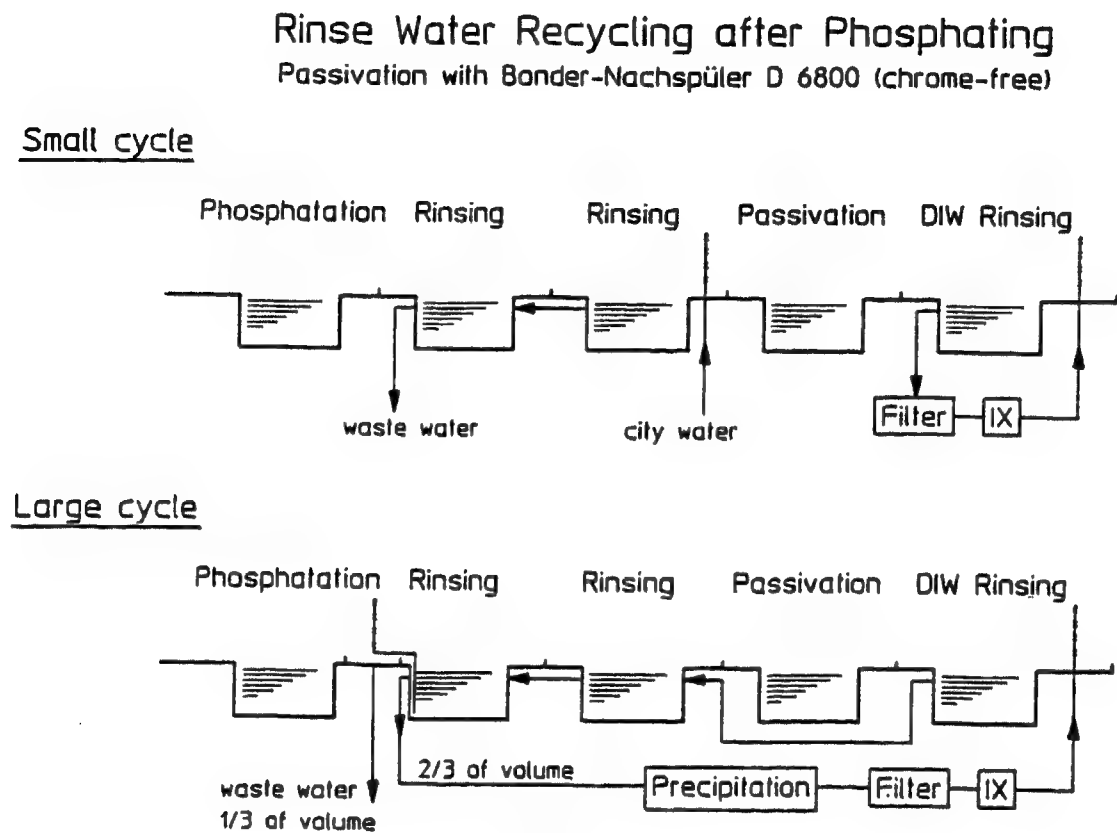 Rinse Water Recycling after Phosphating
Passivation with Bonder-Nachspüler D 6800 (chrome-free)
Small cycle
Phosphatation Rinsing Rinsing Passivation DIW Rinsing
Filter IX
waste water city water
Large cycle
Phosphatation Rinsing Rinsing Passivation DIW Rinsing
2/3 of volume Precipitation Filter IX
waste water
1/3 of volume